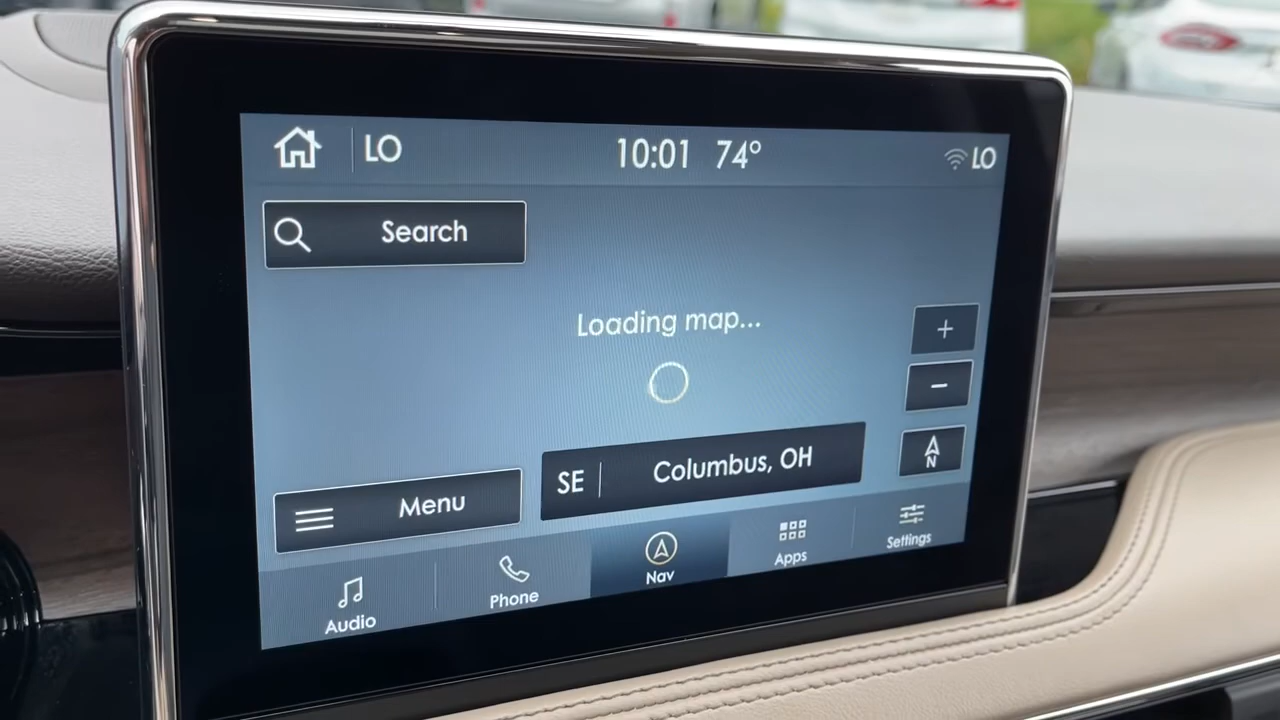 LO 10:01 74° LO
Search
Loading map...
+
−
SE Columbus, OH
N
Menu
Audio Phone Nav Apps Settings